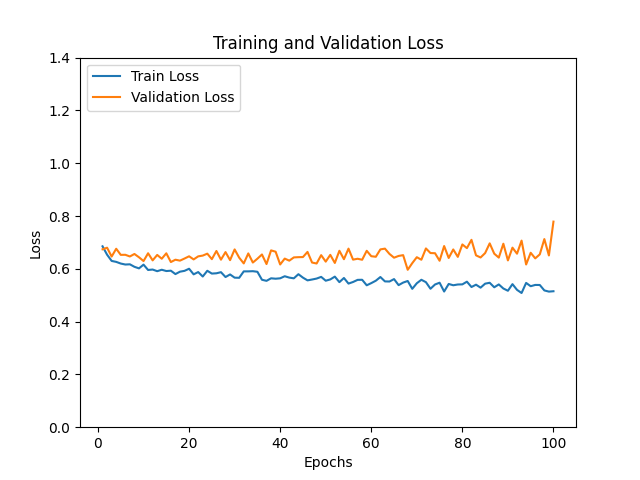 Training and Validation Loss
Train Loss
Validation Loss
Loss
1.4
1.2
1.0
0.8
0.6
0.4
0.2
0.0
0 20 40 60 80 100
Epochs